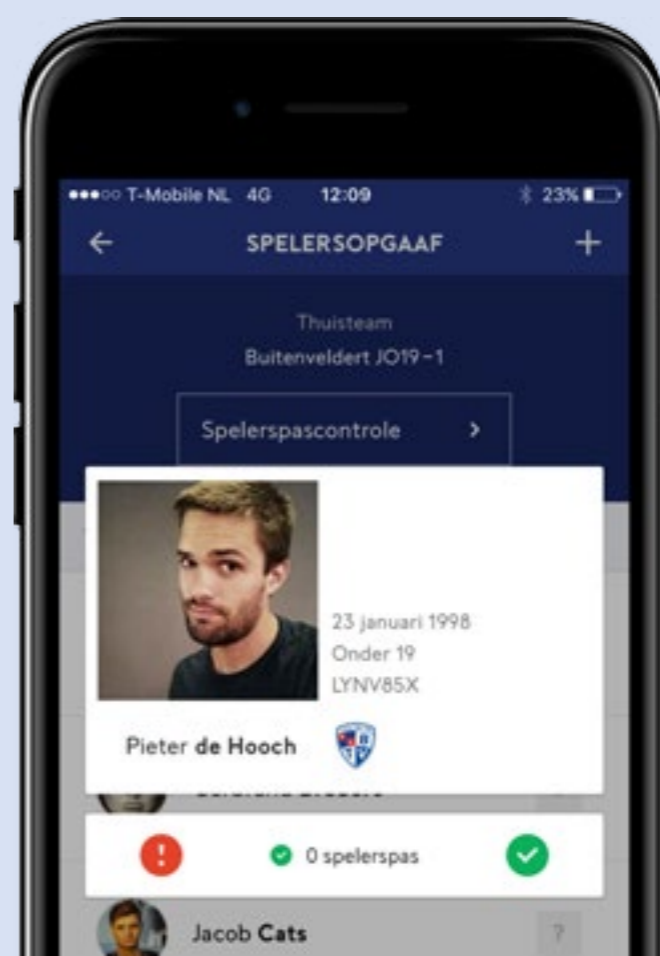 T-Mobile NL 4G 12:09 23%
SPELERSOPGAAF
Thuisteam
Buitenveldert JO19-1
Spelerspascontrole
23 januari 1998
Onder 19
LYNV85X
Pieter de Hooch
! 0 spelerspas
Jacob Cats
?